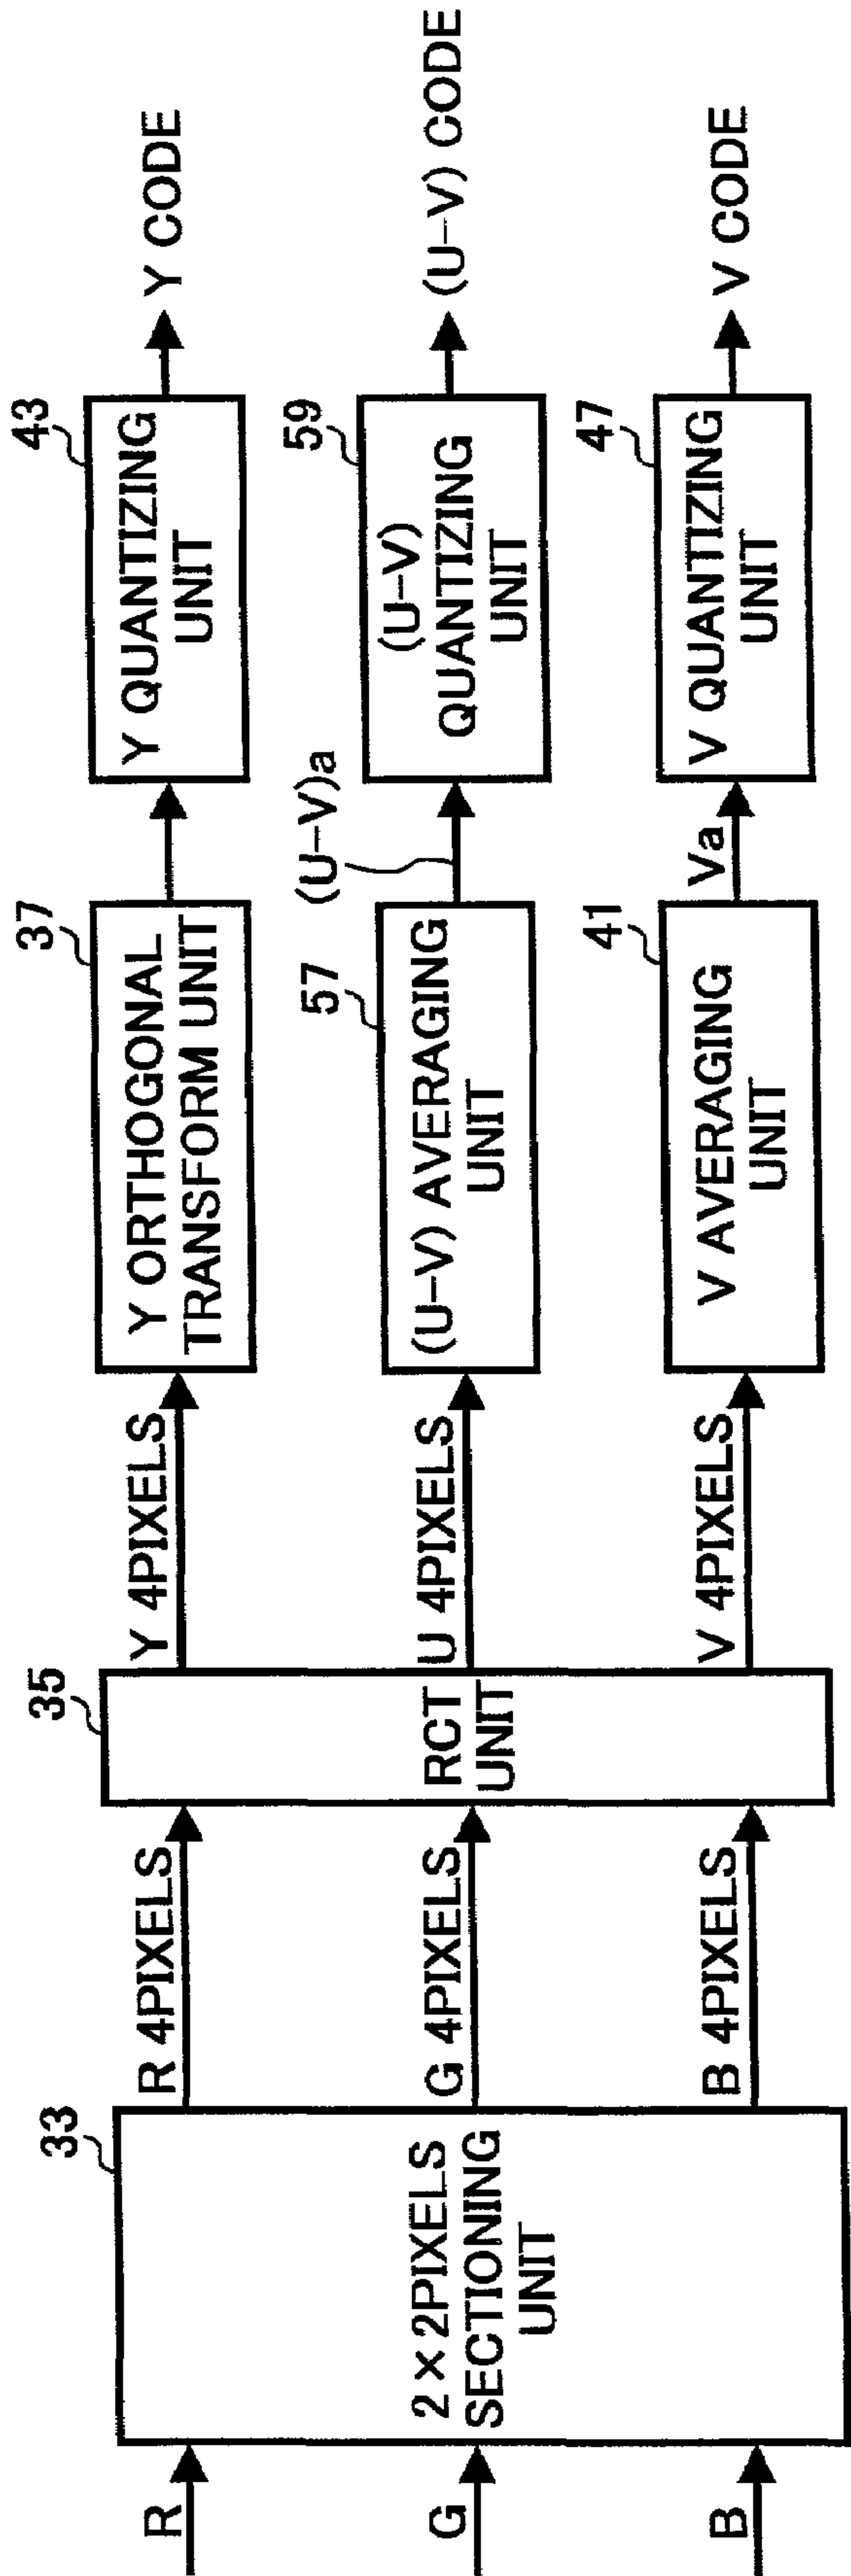 R
G
B
33
2×2PIXELS
SECTIONING
UNIT
R 4PIXELS
G 4PIXELS
B 4PIXELS
35
RCT
UNIT
Y 4PIXELS
U 4PIXELS
V 4PIXELS
37
Y ORTHOGONAL
TRANSFORM UNIT
57
(U−V) AVERAGING
UNIT
41
V AVERAGING
UNIT
(U−V)a
Va
43
Y QUANTIZING
UNIT
59
(U−V)
QUANTIZING
UNIT
47
V QUANTIZING
UNIT
Y CODE
(U−V) CODE
V CODE